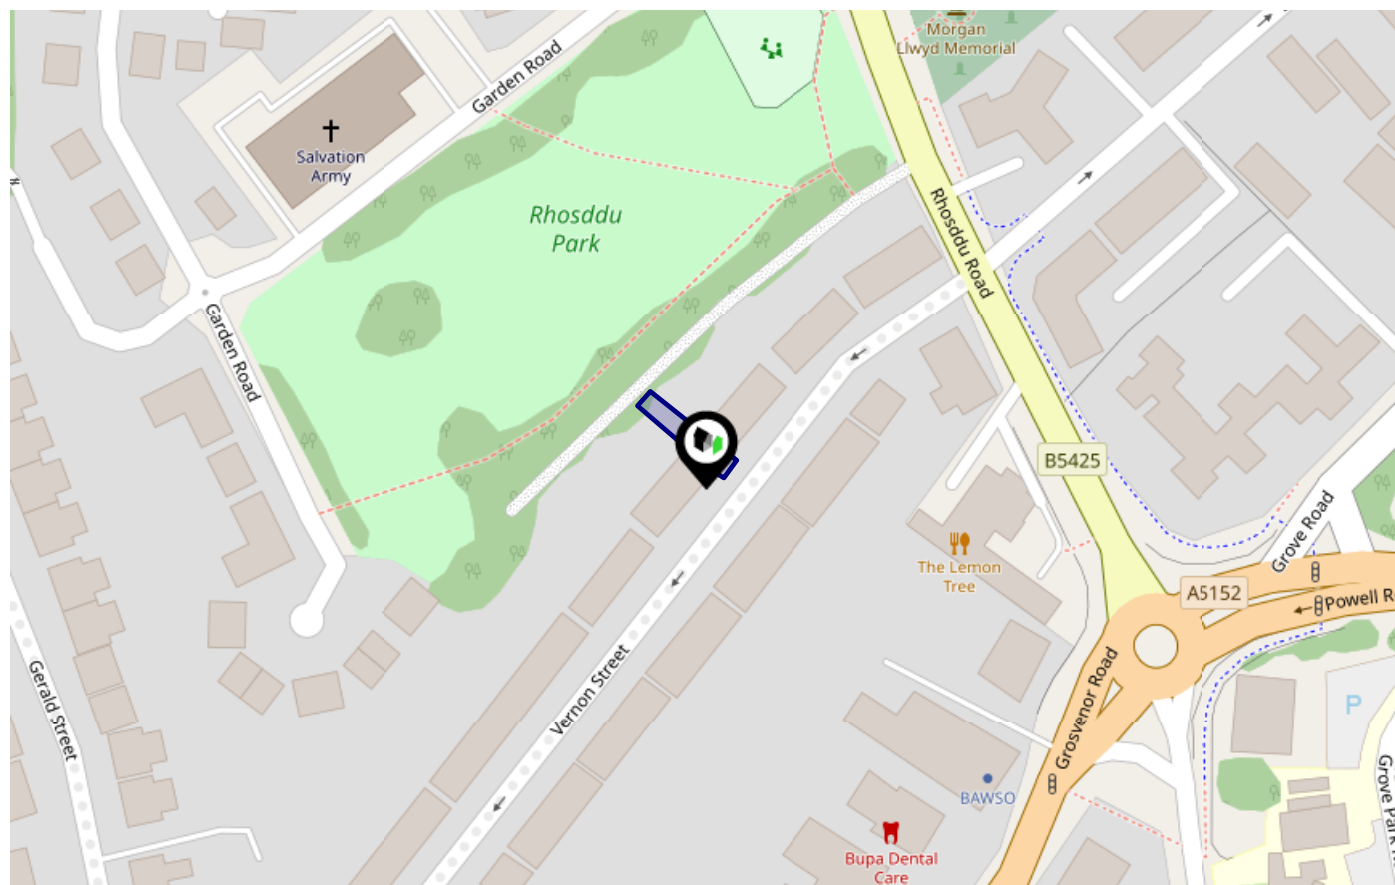 Morgan
Llwyd Memorial
Garden Road
Salvation
Army
Rhosddu
Park
Rhosddu Road
Garden Road
B5425
The Lemon
Tree
Grove Road
A5152
Powell R
Gerald Street
Vernon Street
Grosvenor Road
P
BAWSO
Grove Park R
Bupa Dental
Care